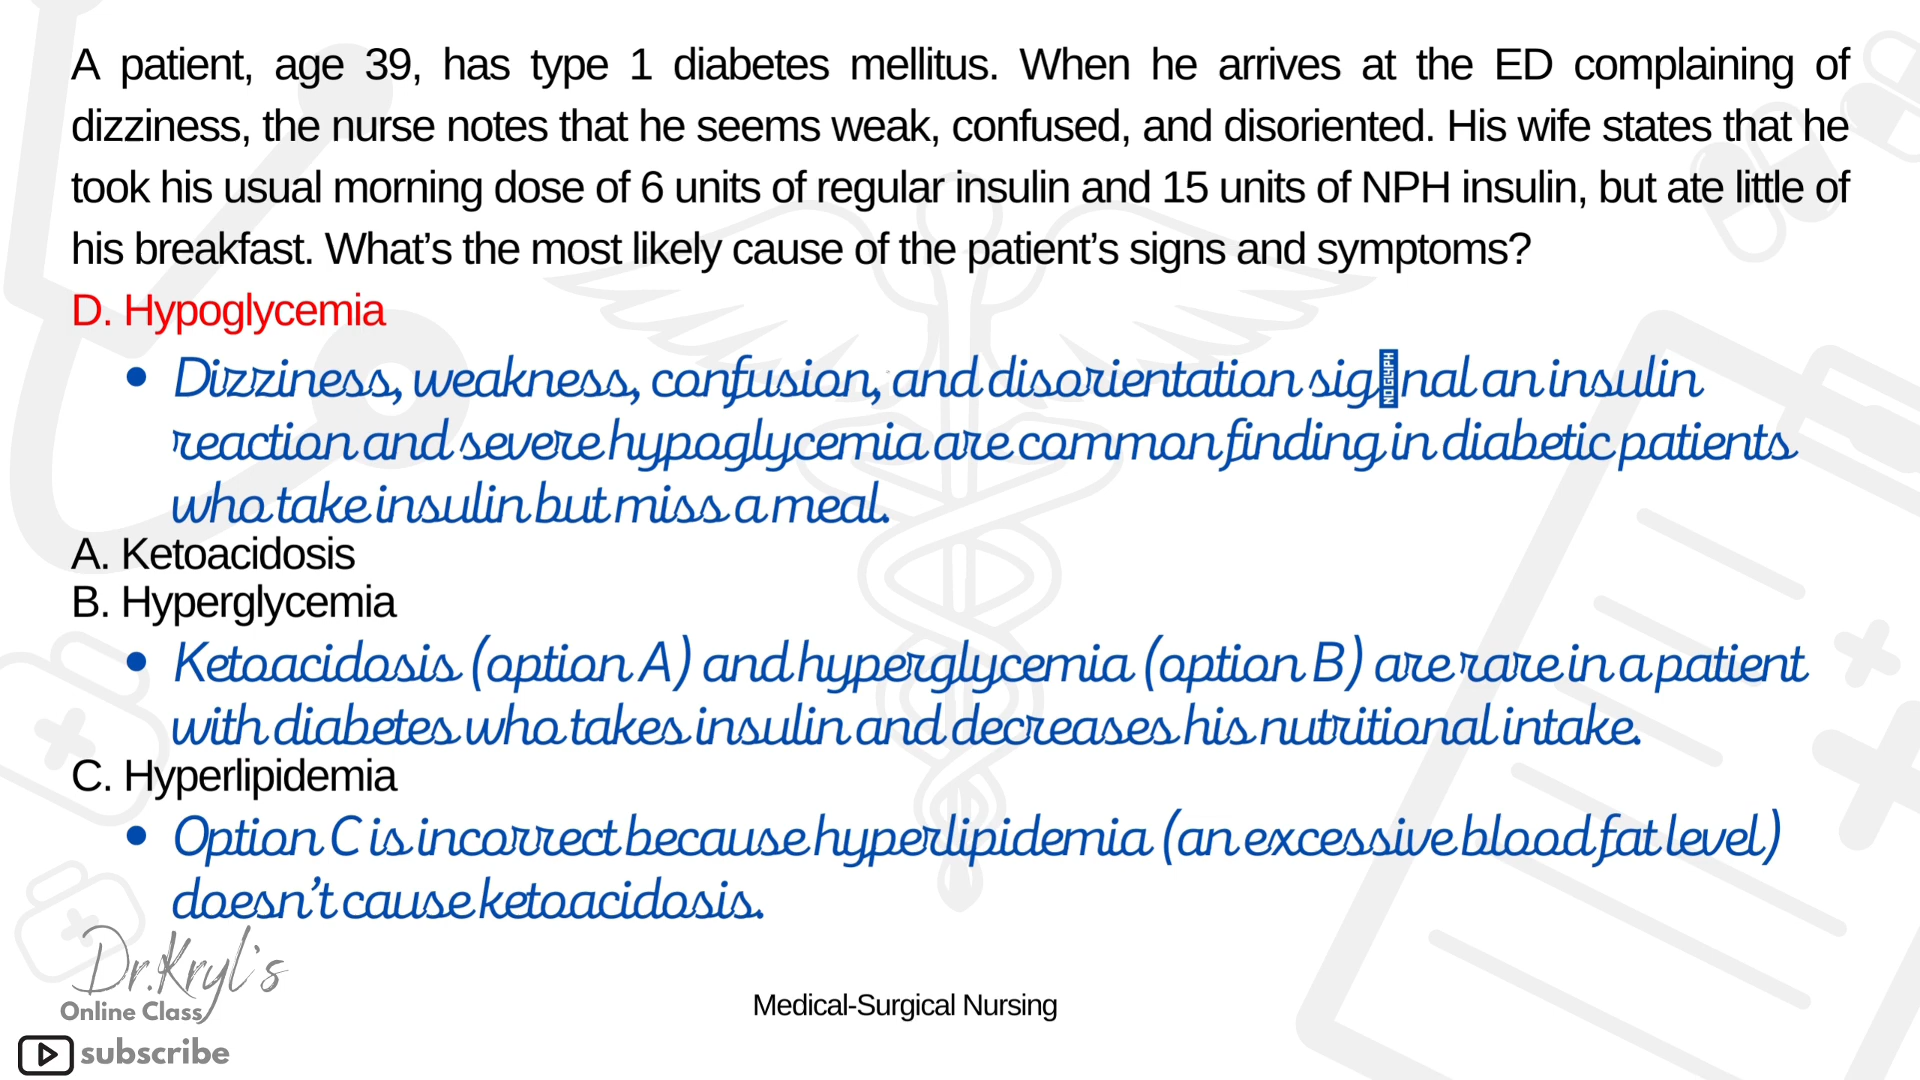 A patient, age 39, has type 1 diabetes mellitus. When he arrives at the ED complaining of
dizziness, the nurse notes that he seems weak, confused, and disoriented. His wife states that he
took his usual morning dose of 6 units of regular insulin and 15 units of NPH insulin, but ate little of
his breakfast. What’s the most likely cause of the patient’s signs and symptoms?
D. Hypoglycemia
• Dizziness, weakness, confusion, and disorientation sig NO GLYPH nal an insulin
reaction and severe hypoglycemia are common finding in diabetic patients
who take insulin but miss a meal.
A. Ketoacidosis
B. Hyperglycemia
• Ketoacidosis (option A) and hyperglycemia (option B) are rare in a patient
with diabetes who takes insulin and decreases his nutritional intake.
C. Hyperlipidemia
• Option C is incorrect because hyperlipidemia (an excessive blood fat level)
doesn’t cause ketoacidosis.
Dr.Kryl's
Online Class
Medical-Surgical Nursing
subscribe